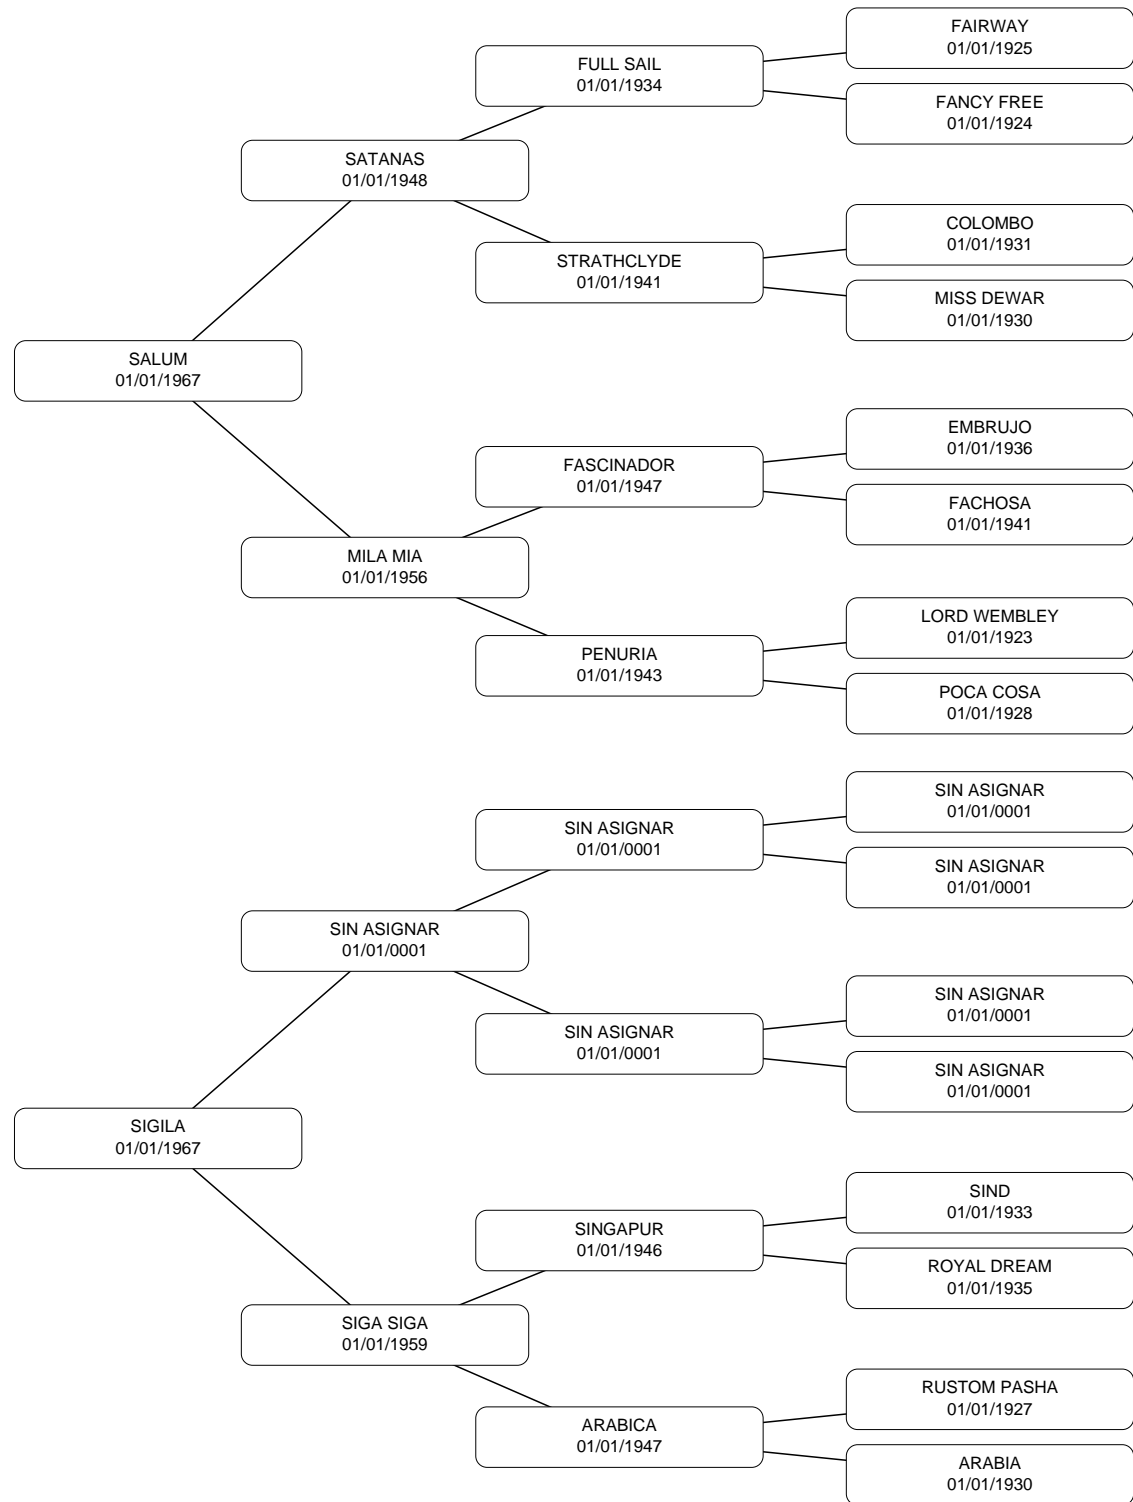 FAIRWAY
01/01/1925
FULL SAIL
01/01/1934
FANCY FREE
01/01/1924
SATANAS
01/01/1948
COLOMBO
01/01/1931
STRATHCLYDE
01/01/1941
MISS DEWAR
01/01/1930
SALUM
01/01/1967
EMBRUJO
01/01/1936
FASCINADOR
01/01/1947
FACHOSA
01/01/1941
MILA MIA
01/01/1956
LORD WEMBLEY
01/01/1923
PENURIA
01/01/1943
POCA COSA
01/01/1928
SIN ASIGNAR
01/01/0001
SIN ASIGNAR
01/01/0001
SIN ASIGNAR
01/01/0001
SIN ASIGNAR
01/01/0001
SIN ASIGNAR
01/01/0001
SIN ASIGNAR
01/01/0001
SIN ASIGNAR
01/01/0001
SIGILA
01/01/1967
SIND
01/01/1933
SINGAPUR
01/01/1946
ROYAL DREAM
01/01/1935
SIGA SIGA
01/01/1959
RUSTOM PASHA
01/01/1927
ARABICA
01/01/1947
ARABIA
01/01/1930